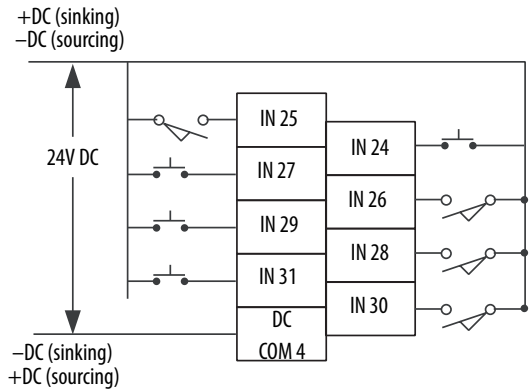 +DC (sinking)
–DC (sourcing)
24V DC
IN 25
IN 24
IN 27
IN 26
IN 29
IN 28
IN 31
IN 30
DC
COM 4
–DC (sinking)
+DC (sourcing)